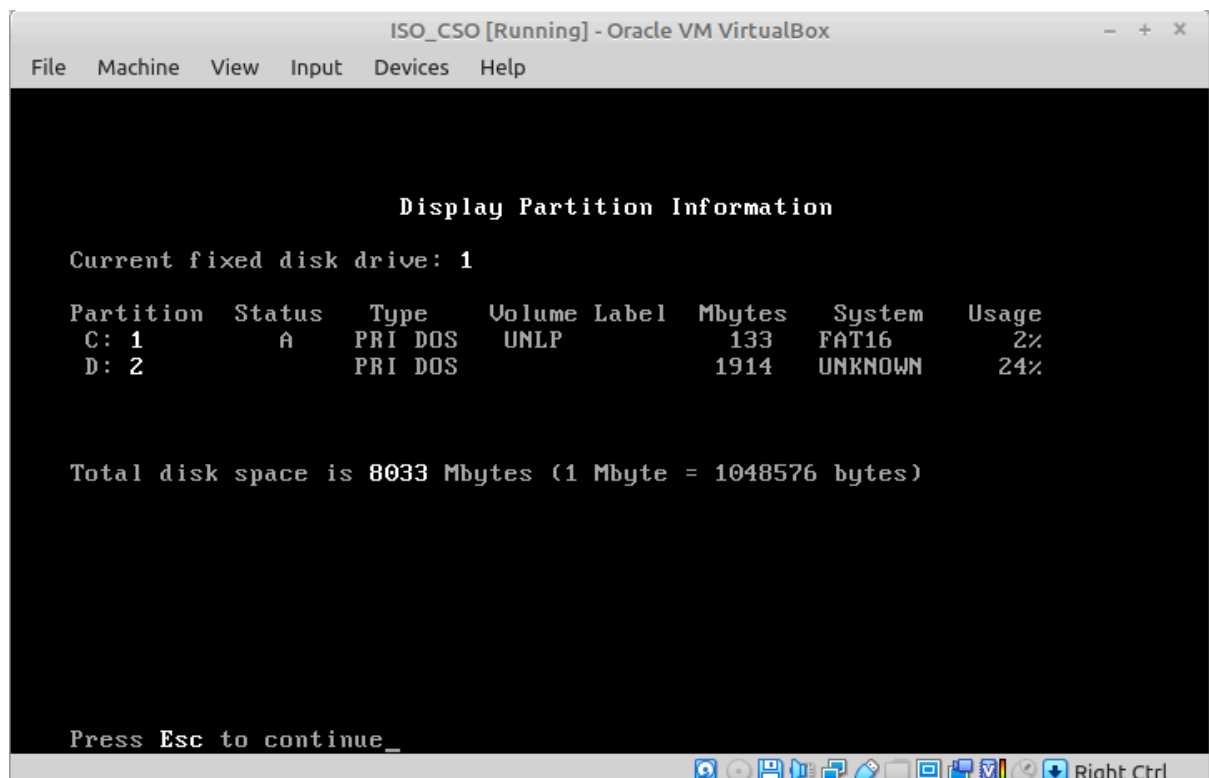 ISO_CSO [Running] - Oracle VM VirtualBox
File Machine View Input Devices Help
Display Partition Information
Current fixed disk drive: 1
Partition Status Type Volume Label Mbytes System Usage
C: 1 A PRI DOS UNLP 133 FAT16 2%
D: 2 PRI DOS 1914 UNKNOWN 24%
Total disk space is 8033 Mbytes (1 Mbyte = 1048576 bytes)
Press Esc to continue_
Right Ctrl